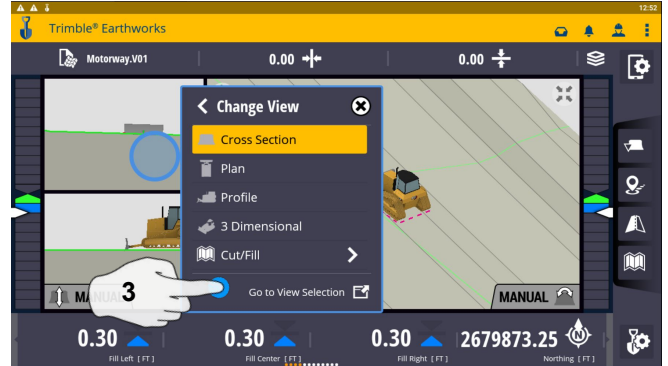 12:52
Trimble® Earthworks
Motorway.V01
0.00
0.00
Change View
Cross Section
Plan
Profile
3 Dimensional
Cut/Fill
Go to View Selection
3
MANUAL
0.30
0.30
0.30
2679873.25
Fill Left [ FT ]
Fill Center [ FT ]
Fill Right [ FT ]
Northing [ FT ]